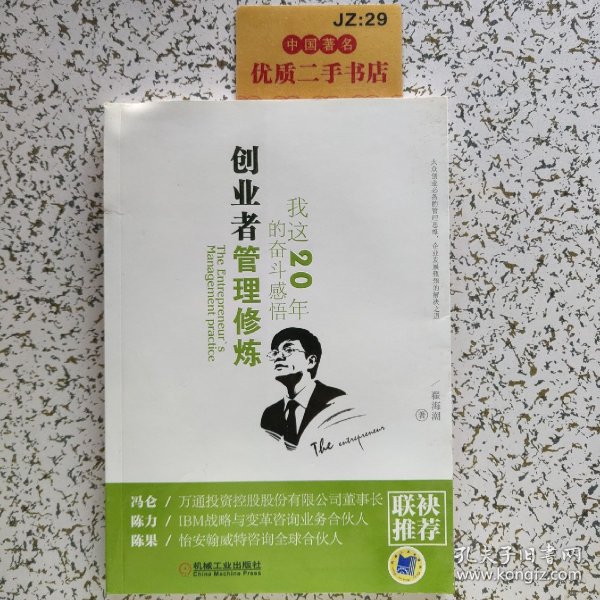 JZ:29
中国著名
优质二手书店
创业者管理修炼
The Entrepreneur's
Management practice
我这20年
的奋斗感悟
翟海潮
著
The entrepreneur
冯仑 / 万通投资控股股份有限公司董事长
陈力 / IBM战略与变革咨询业务合伙人
陈果 / 怡安翰威特咨询全球合伙人
联袂
推荐
机械工业出版社
China Machine Press
孔夫子旧书网
kongfz.com